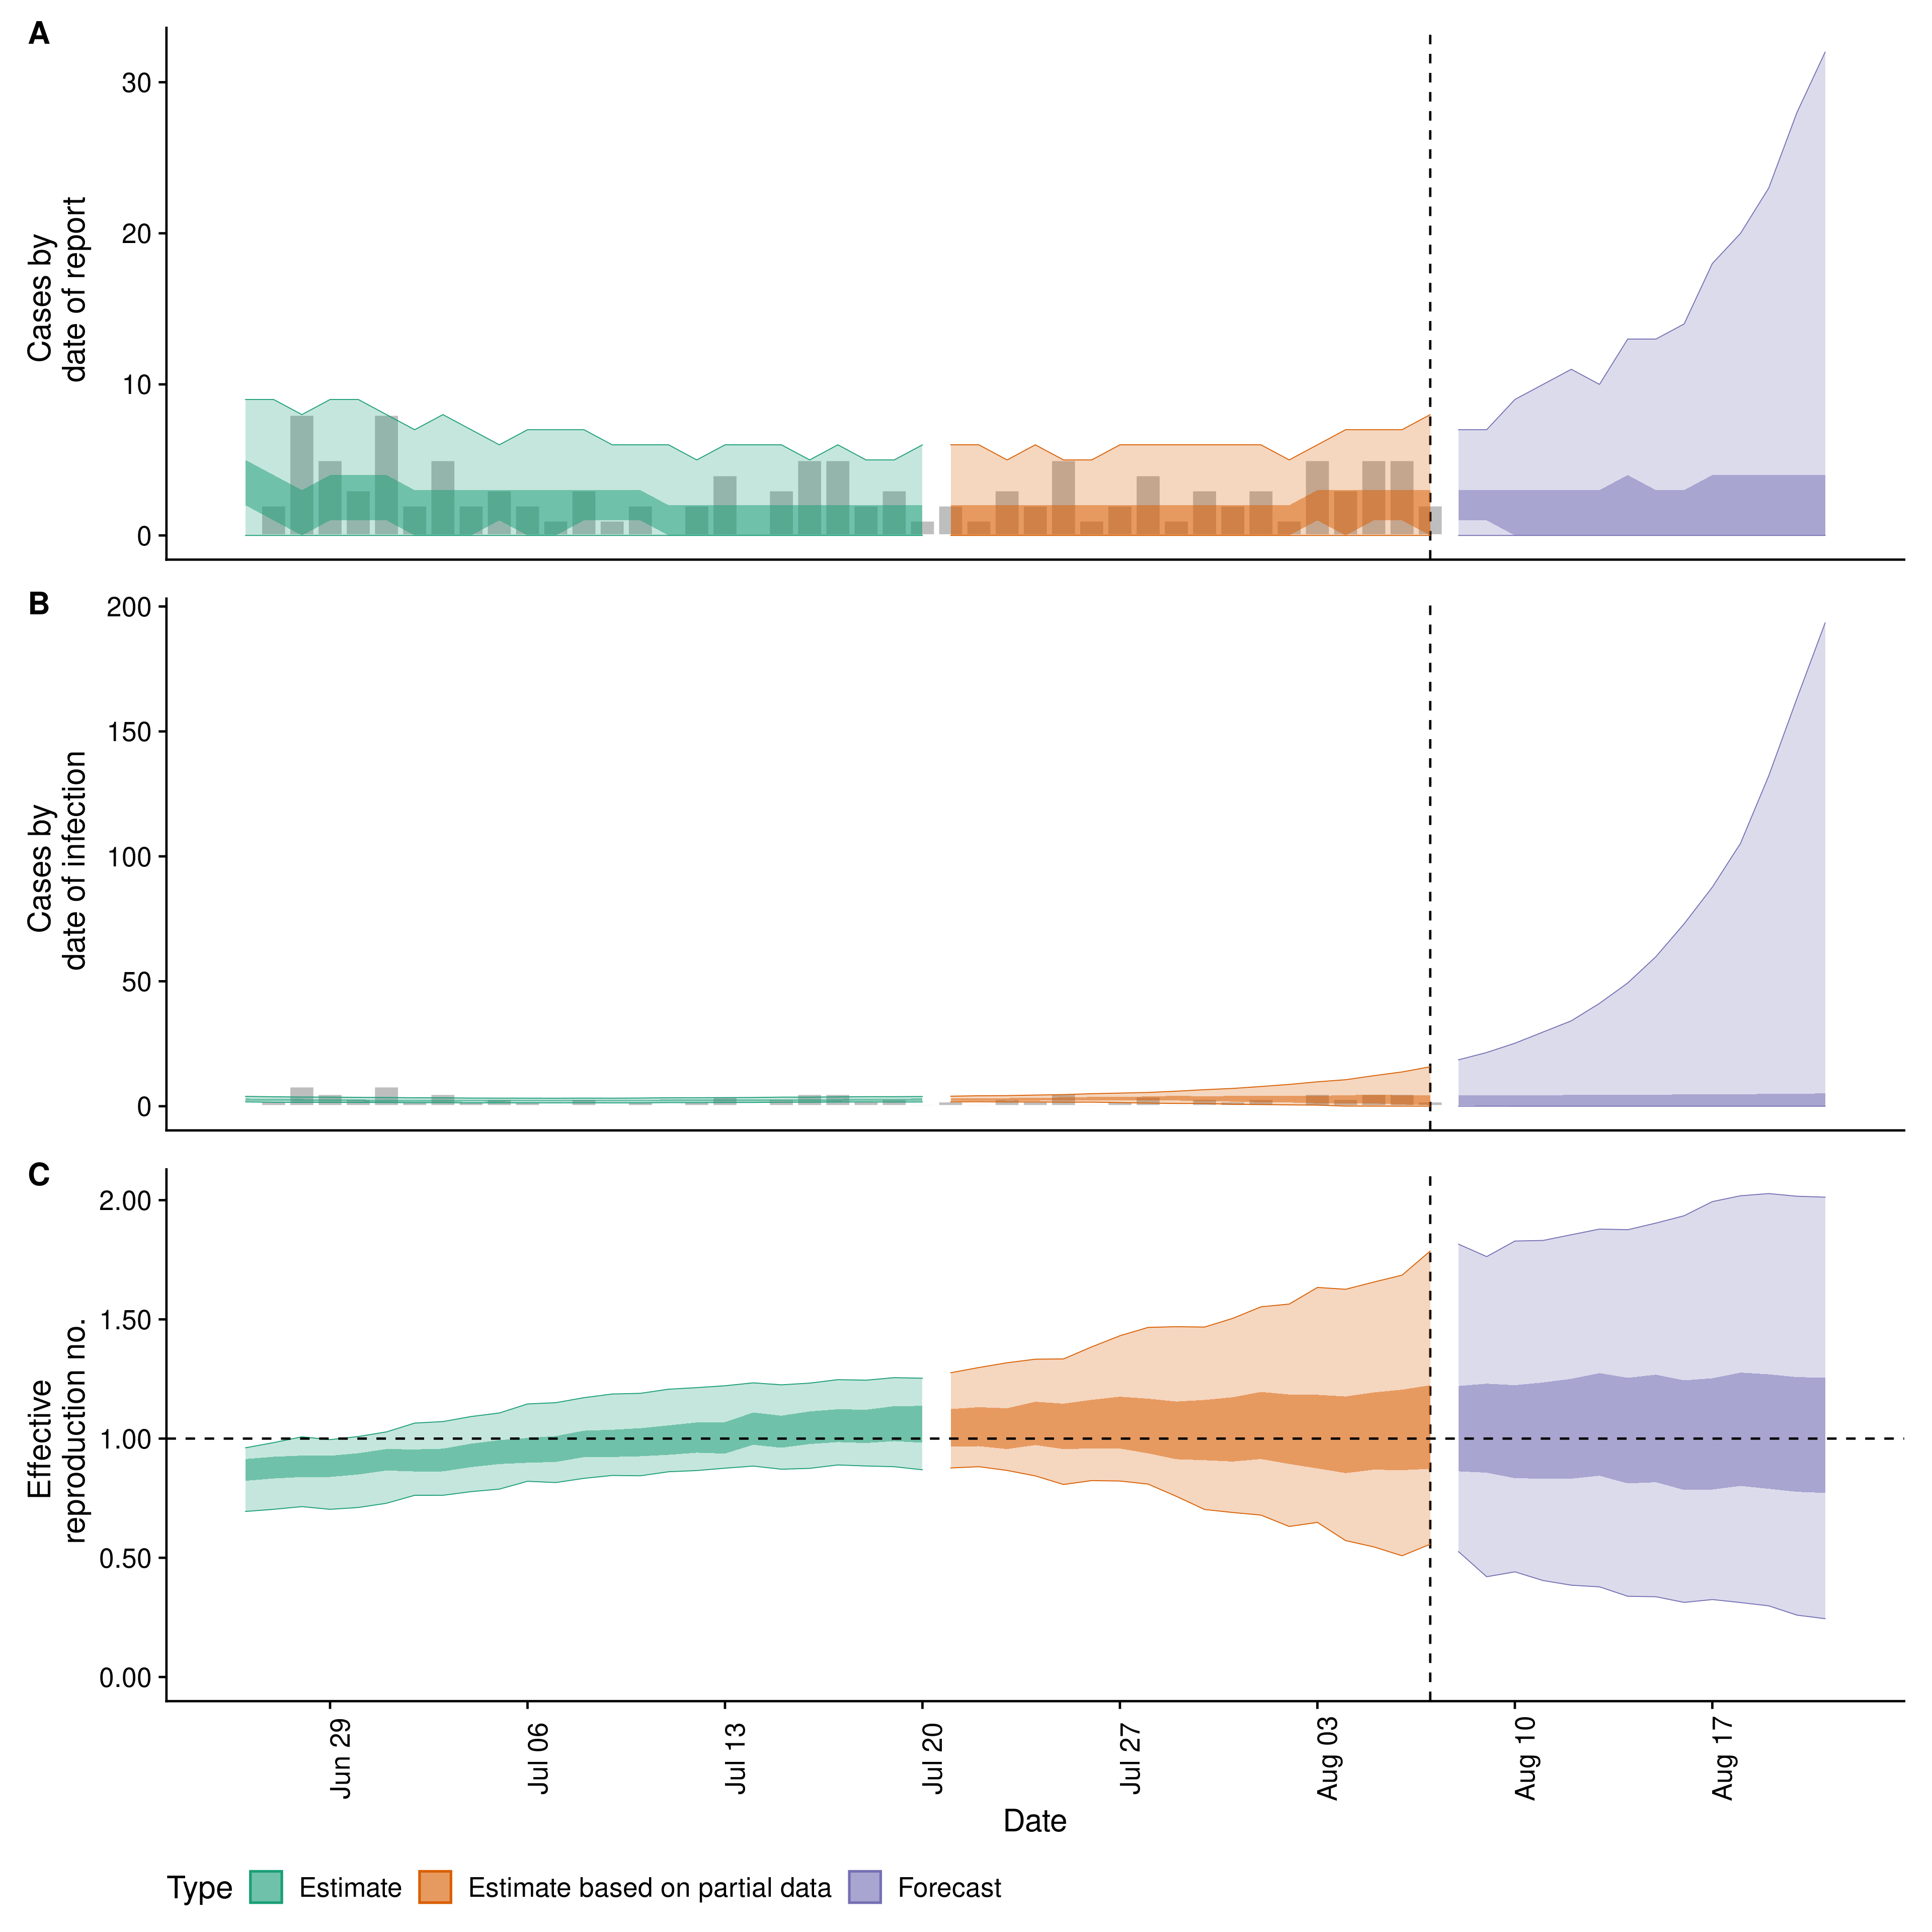 A
Cases by
date of report
30
20
10
0
B
Cases by
date of infection
200
150
100
50
0
C
Effective
reproduction no.
2.00
1.50
1.00
0.50
0.00
Jun 29
Jul 06
Jul 13
Jul 20
Jul 27
Aug 03
Aug 10
Aug 17
Date
Type Estimate Estimate based on partial data Forecast